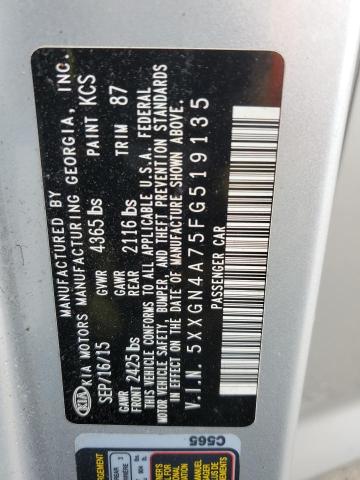 MANUFACTURED BY
KIA KIA MOTORS MANUFACTURING GEORGIA, INC.
SEP/16/15 GVWR 4365 lbs PAINT KCS
GAWR FRONT 2425 lbs GAWR REAR 2116 lbs TRIM 87
THIS VEHICLE CONFORMS TO ALL APPLICABLE U.S.A. FEDERAL
MOTOR VEHICLE SAFETY, BUMPER, AND THEFT PREVENTION STANDARDS
IN EFFECT ON THE DATE OF MANUFACTURE SHOWN ABOVE.
V.I.N. 5XXGN4A75FG519135
PASSENGER CAR
C565